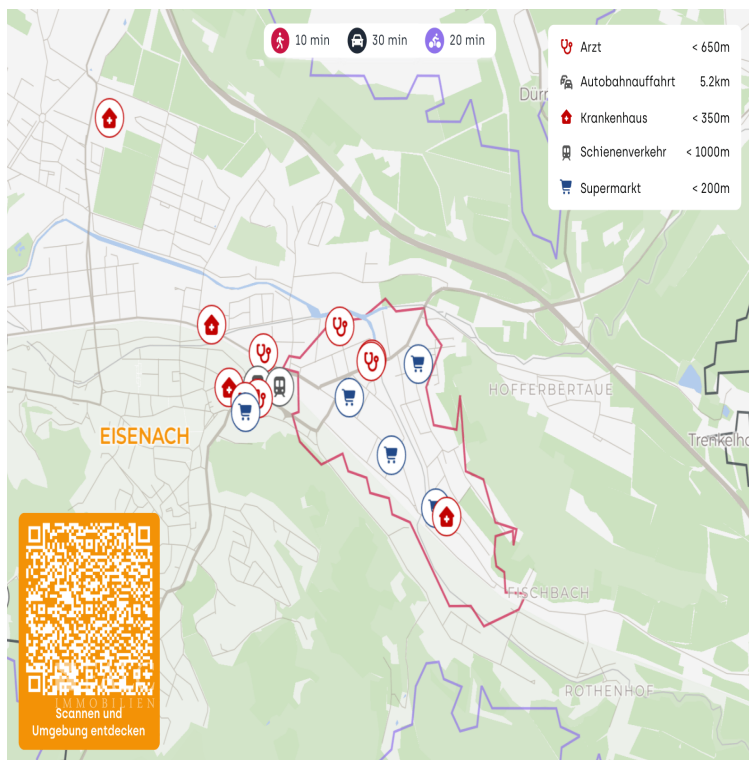 10 min 30 min 20 min
Arzt < 650m
Autobahnauffahrt 5.2km
Krankenhaus < 350m
Schienenverkehr < 1000m
Supermarkt < 200m
HOFFERBERTAUE
EISENACH
FISCHBACH
ROTHENHOF
IMMOBILIEN
Scannen und
Umgebung entdecken